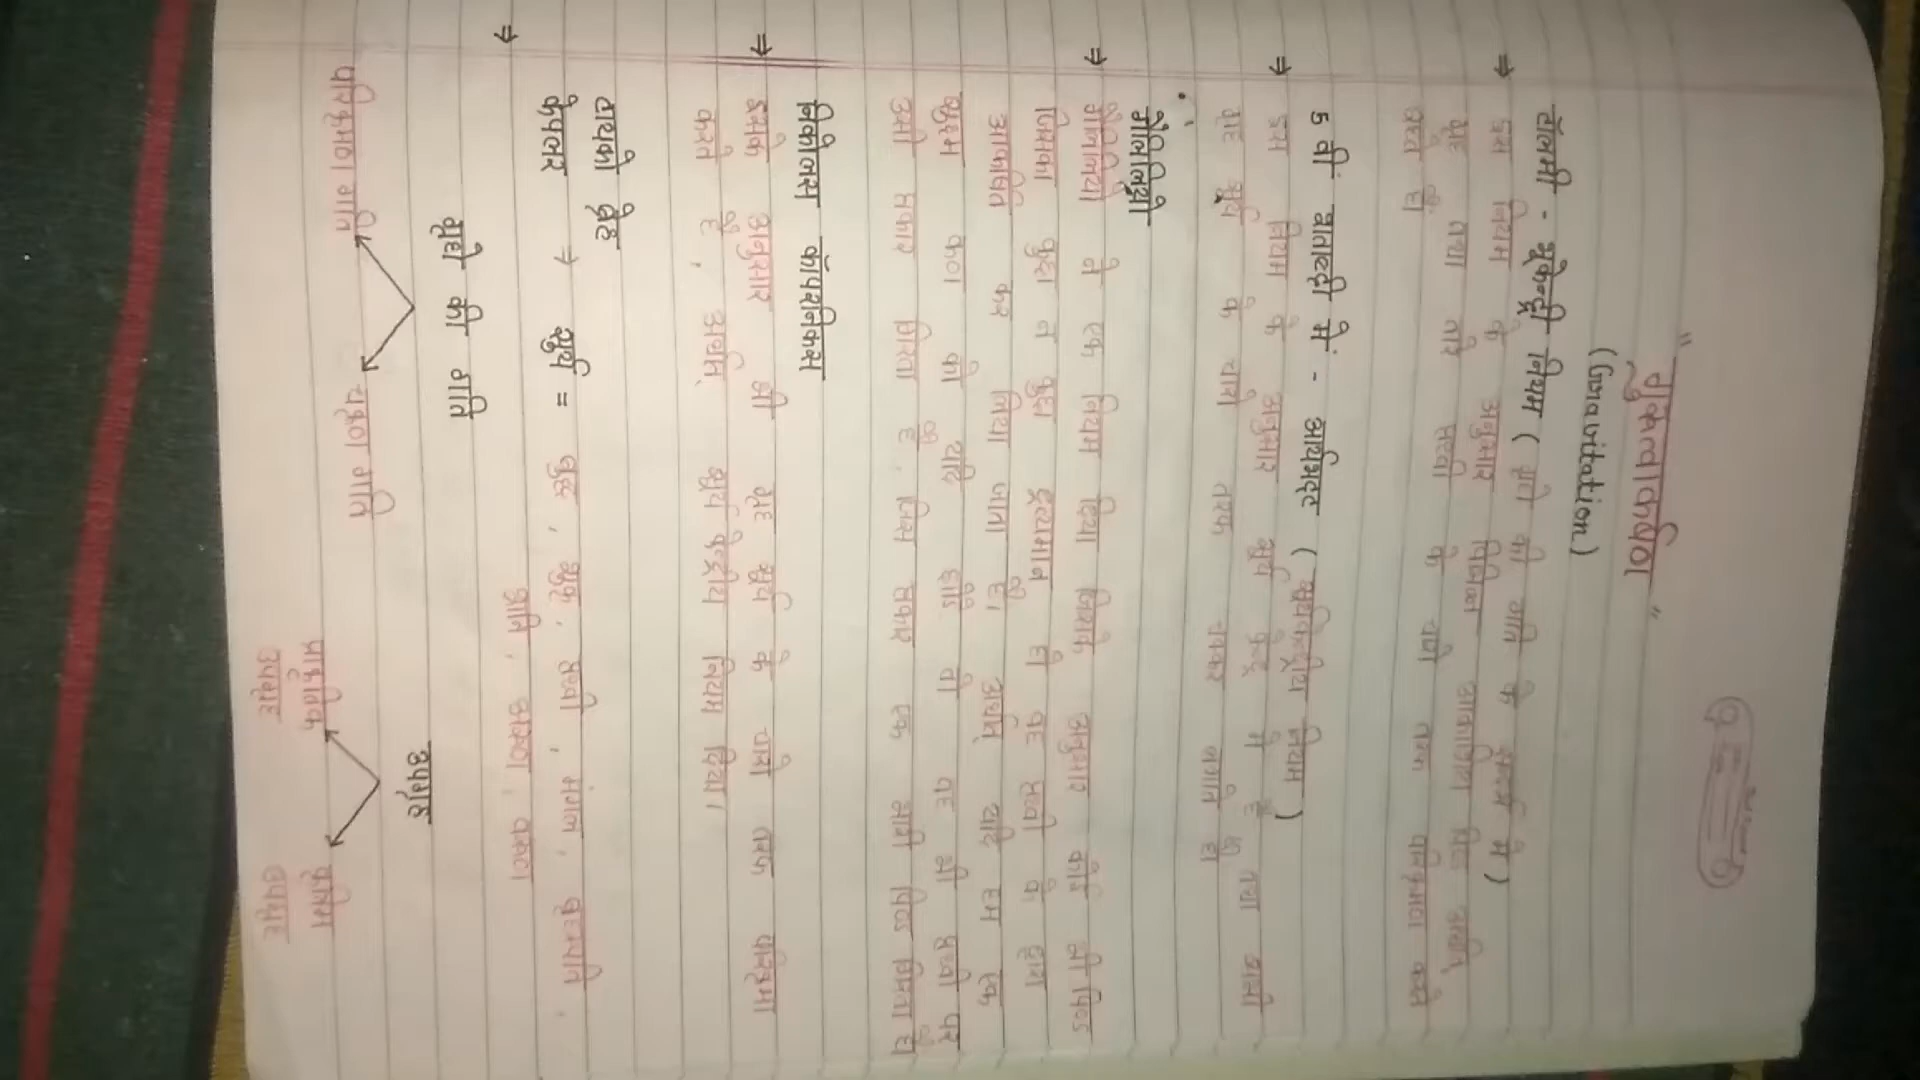 "गुरूत्वाकर्षण"
(Gravitation)
टॉलमी - भूकेन्द्री नियम ( ग्रहो की गति के सन्दर्भ में )
⇒ इस नियम के अनुसार विभिन्न आकाशिय पिंड अर्थात्
ग्रह तथा तारे पृथ्वी के चारो तरफ परिक्रमण करते
रहते है।
5 वीं शताब्दी में - आर्यभट्ट ( सूर्यकेन्द्रीय नियम )
⇒ इस नियम के अनुसार सूर्य केन्द्र में है तथा सभी
ग्रह सूर्य के चारो तरफ चक्कर लगाते है।
गैलिलियो
⇒ गैलिलियो ने एक नियम दिया जिसके अनुसार कोई भी पिण्ड
जिसका कुछ न कुछ द्रव्यमान हो वह पृथ्वी के द्वारा
आकर्षित कर लिया जाता है। अर्थात् यदि हम एक
सूक्ष्म कण को छोडे तो वह भी पृथ्वी पर
उसी प्रकार गिरता है, जिस प्रकार एक भारी पिण्ड गिरता है।
निकोलस कॉपरनिकस
⇒ इसके अनुसार भी ग्रह सूर्य के चारो तरफ परिक्रमा
करते है, अर्थात् सूर्य केन्द्रीय नियम दिया।
टायको ब्रेह
केपलर → सूर्य = बुध, शुक्र, पृथ्वी, मंगल, बृहस्पति,
शनि, अरूण, वरूण
⇒
ग्रहो की गति
परिक्रमण गति घूर्णन गति
उपग्रह
प्राकृतिक उपग्रह
कृत्रिम उपग्रह